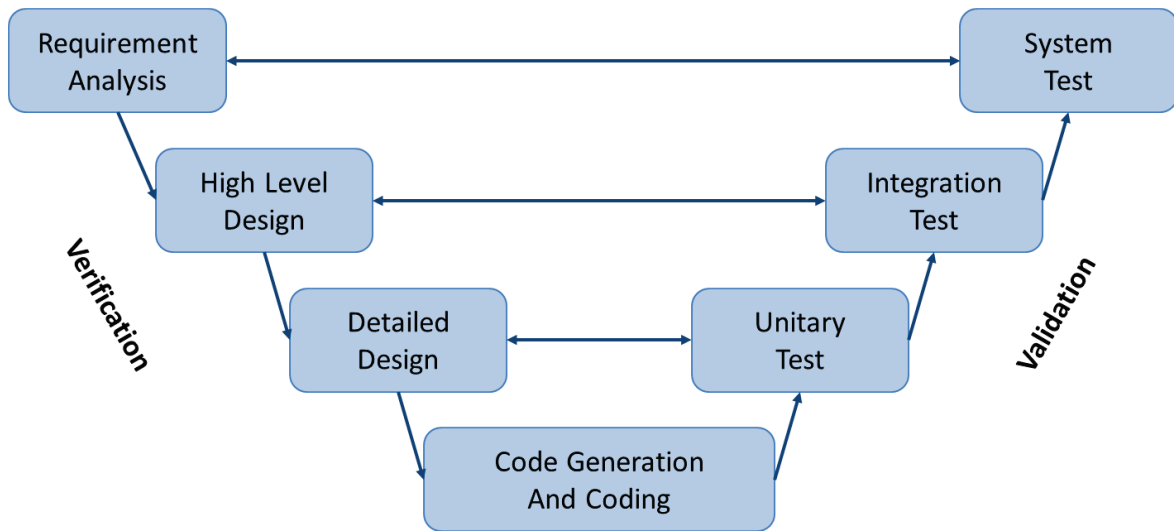 Requirement
Analysis
System
Test
High Level
Design
Integration
Test
Verification
Validation
Detailed
Design
Unitary
Test
Code Generation
And Coding